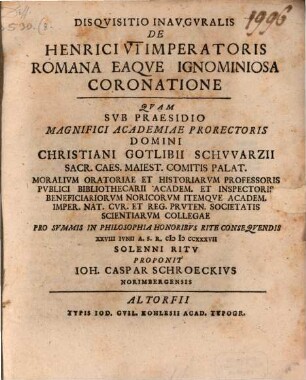 1996
DISQVISITIO INAVGVRALIS
DE
HENRICI VI IMPERATORIS
ROMANA EAQVE IGNOMINIOSA
CORONATIONE
QVAM
SVB PRAESIDIO
MAGNIFICI ACADEMIAE PRORECTORIS
DOMINI
CHRISTIANI GOTLIBII SCHVVARZII
SACR. CAES. MAIEST. COMITIS PALAT.
MORALIVM ORATORIAE ET HISTORIARVM PROFESSORIS
PVBLICI BIBLIOTHECARII ACADEM. ET INSPECTORIS
BENEFICIARIORVM NORICORVM ITEMQVE ACADEM.
IMPER. NAT. CVR. ET REG. PRVTEN. SOCIETATIS
SCIENTIARVM COLLEGAE
PRO SVMMIS IN PHILOSOPHIA HONORIBVS RITE CONSEQVENDIS
XXVIII IVNII A. S. R. CIↃ IↃ CCXXXVII
SOLENNI RITV
PROPONIT
IOH. CASPAR SCHROECKIVS
NORIMBERGENSIS
ALTORFII
TYPIS IOD. GVIL. KOHLESII ACAD. TYPOGR.